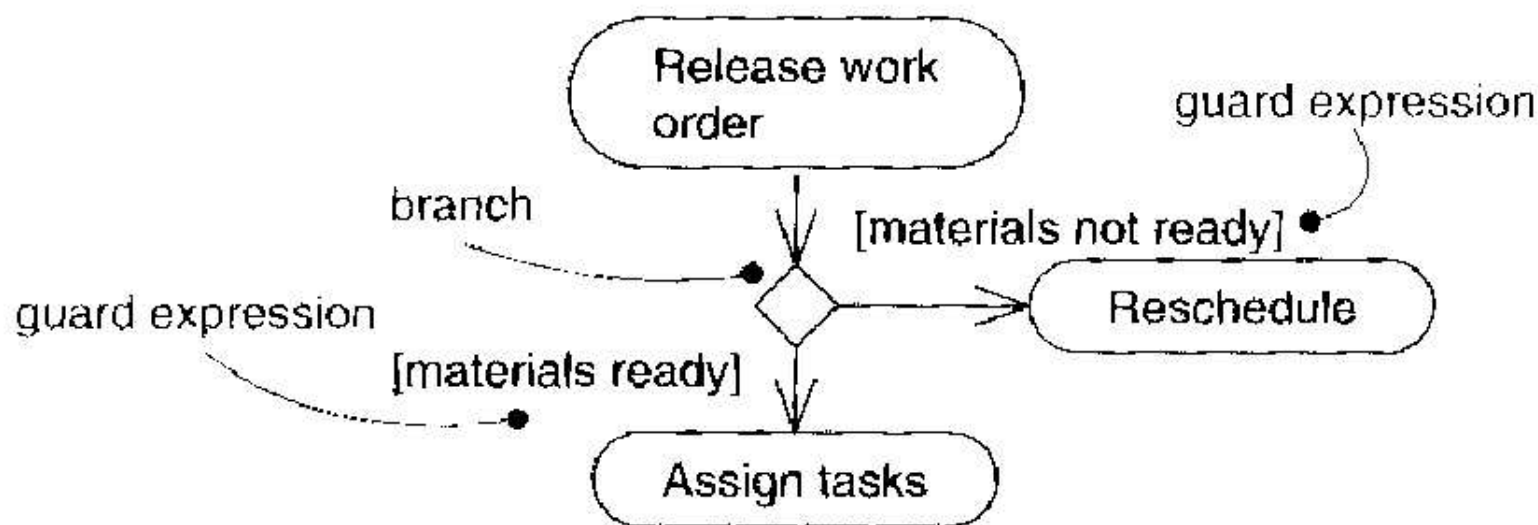 Release work
order
guard expression
branch
[materials not ready]
Reschedule
guard expression
[materials ready]
Assign tasks